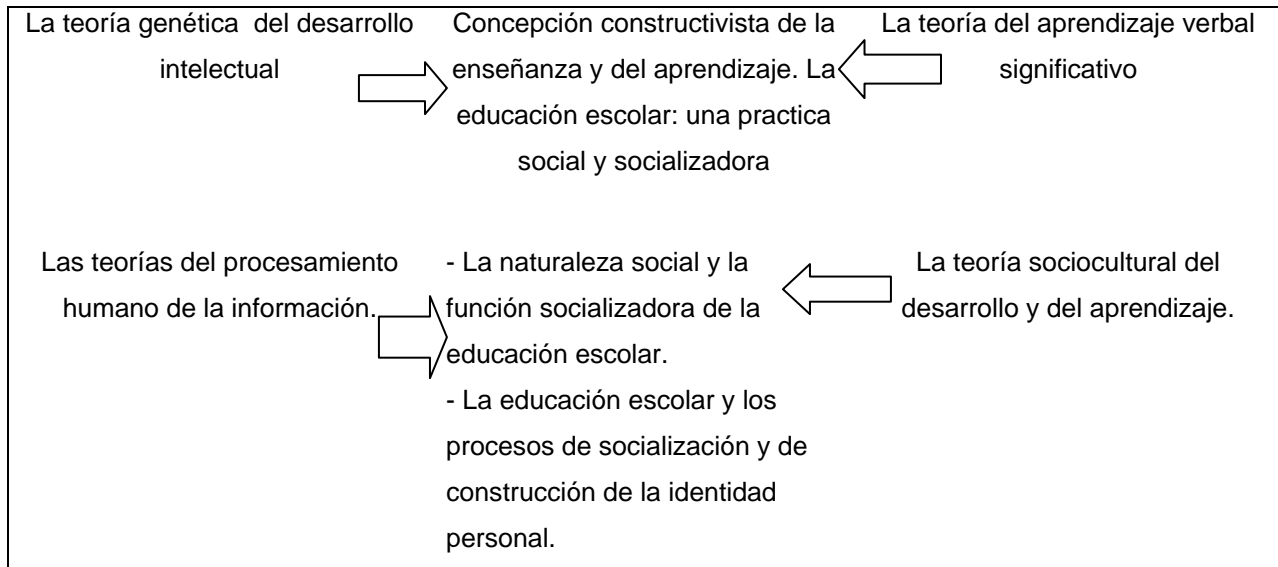 La teoría genética  del desarrollo
intelectual
Concepción constructivista de la
enseñanza y del aprendizaje. La
educación escolar: una practica
social y socializadora
La teoría del aprendizaje verbal
significativo
Las teorías del procesamiento
humano de la información.
- La naturaleza social y la
función socializadora de la
educación escolar.
- La educación escolar y los
procesos de socialización y de
construcción de la identidad
personal.
La teoría sociocultural del
desarrollo y del aprendizaje.